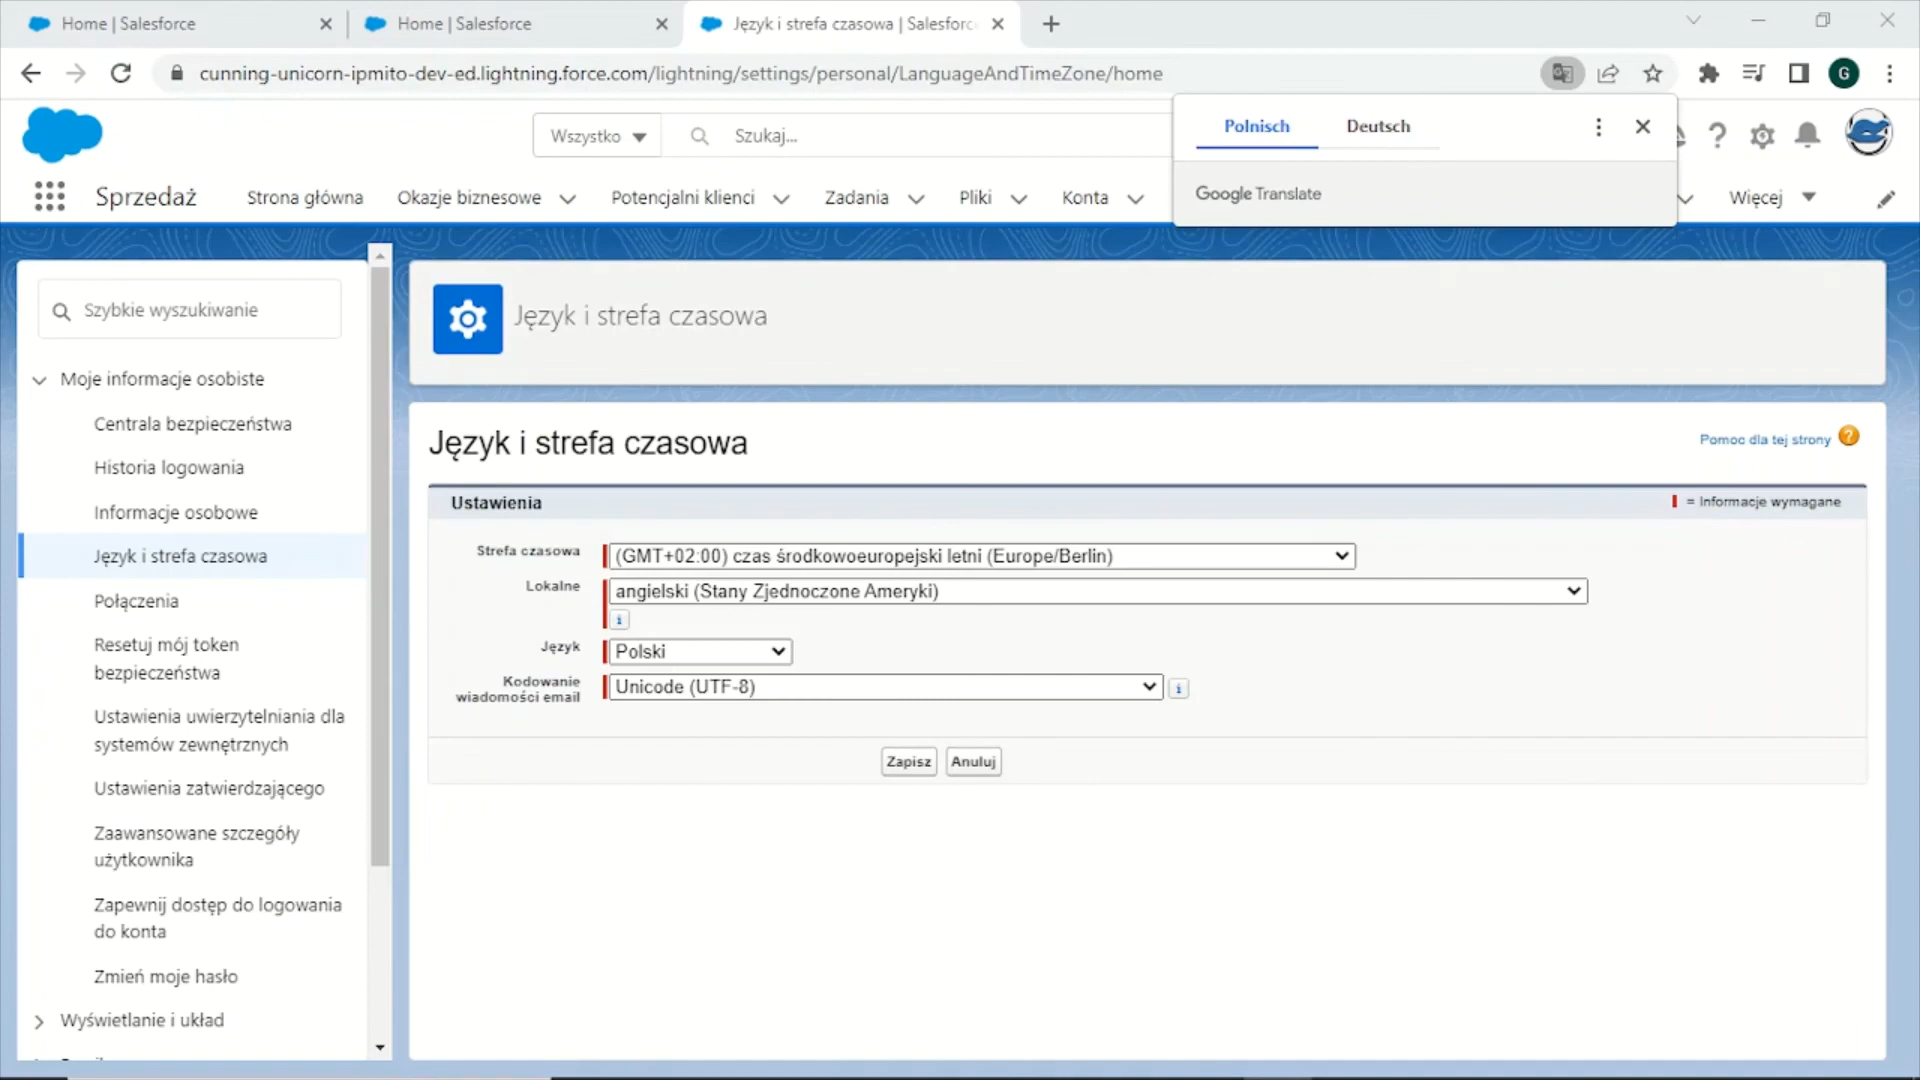 Home | Salesforce
Home | Salesforce
Język i strefa czasowa | Salesforc
cunning-unicorn-ipmito-dev-ed.lightning.force.com/lightning/settings/personal/LanguageAndTimeZone/home
G
Polnisch
Deutsch
Google Translate
Wszystko
Szukaj...
Sprzedaż
Strona główna
Okazje biznesowe
Potencjalni klienci
Zadania
Pliki
Konta
Więcej
Szybkie wyszukiwanie
Moje informacje osobiste
Centrala bezpieczeństwa
Historia logowania
Informacje osobowe
Język i strefa czasowa
Połączenia
Resetuj mój token
bezpieczeństwa
Ustawienia uwierzytelniania dla
systemów zewnętrznych
Ustawienia zatwierdzającego
Zaawansowane szczegóły
użytkownika
Zapewnij dostęp do logowania
do konta
Zmień moje hasło
Wyświetlanie i układ
Język i strefa czasowa
Język i strefa czasowa
Pomoc dla tej strony ?
Ustawienia
= Informacje wymagane
Strefa czasowa
(GMT+02:00) czas środkowoeuropejski letni (Europe/Berlin)
Lokalne
angielski (Stany Zjednoczone Ameryki)
i
Język
Polski
Kodowanie
wiadomości email
Unicode (UTF-8)
i
Zapisz
Anuluj